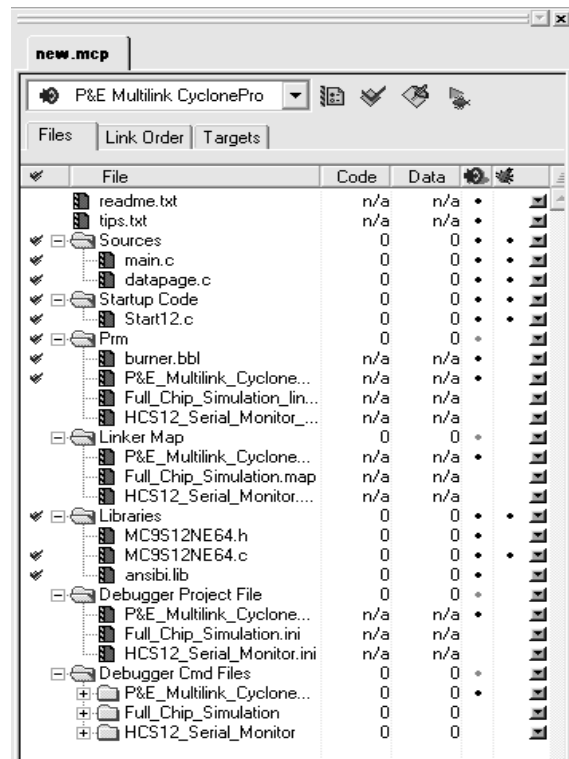 new.mcp
P&E Multilink CyclonePro
Files Link Order Targets
File Code Data
readme.txt n/a n/a
tips.txt n/a n/a
Sources 0 0
main.c 0 0
datapage.c 0 0
Startup Code 0 0
Start12.c 0 0
Prm 0 0
burner.bbl n/a n/a
P&E_Multilink_Cyclone... n/a n/a
Full_Chip_Simulation_lin... n/a n/a
HCS12_Serial_Monitor_... n/a n/a
Linker Map 0 0
P&E_Multilink_Cyclone... n/a n/a
Full_Chip_Simulation.map n/a n/a
HCS12_Serial_Monitor.... n/a n/a
Libraries 0 0
MC9S12NE64.h 0 0
MC9S12NE64.c 0 0
ansibi.lib 0 0
Debugger Project File 0 0
P&E_Multilink_Cyclone... n/a n/a
Full_Chip_Simulation.ini n/a n/a
HCS12_Serial_Monitor.ini n/a n/a
Debugger Cmd Files 0 0
P&E_Multilink_Cyclone... 0 0
Full_Chip_Simulation 0 0
HCS12_Serial_Monitor 0 0